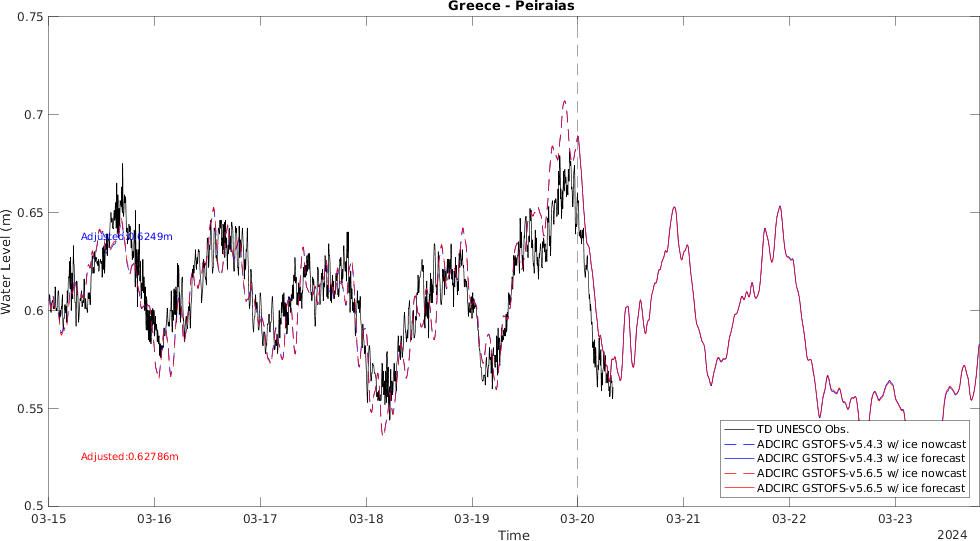 Greece - Peiraias
0.75
0.7
0.65
0.6
0.55
0.5
Water Level (m)
Adjusted:0.6249m
Adjusted:0.62786m
TD UNESCO Obs.
ADCIRC GSTOFS-v5.4.3 w/ ice nowcast
ADCIRC GSTOFS-v5.4.3 w/ ice forecast
ADCIRC GSTOFS-v5.6.5 w/ ice nowcast
ADCIRC GSTOFS-v5.6.5 w/ ice forecast
03-15 03-16 03-17 03-18 03-19 03-20 03-21 03-22 03-23
Time
2024